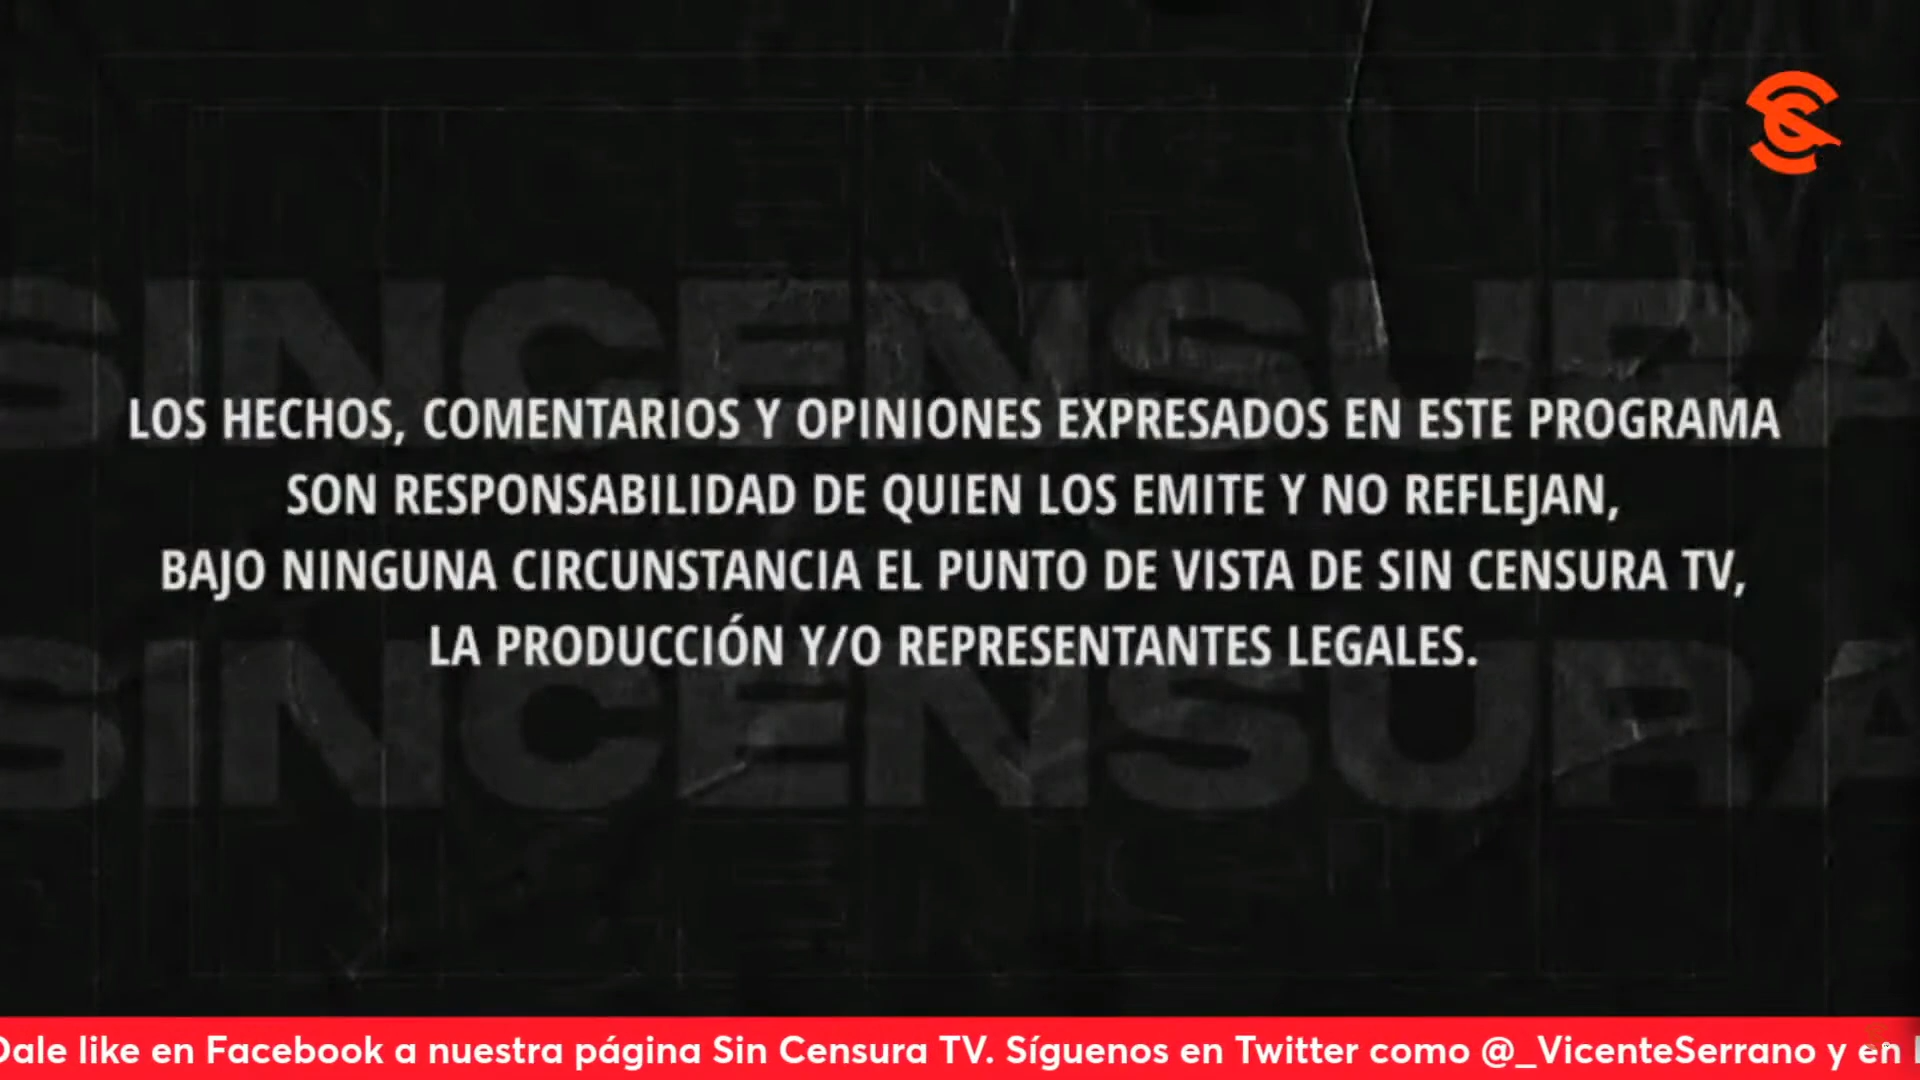 SINCENSURA
LOS HECHOS, COMENTARIOS Y OPINIONES EXPRESADOS EN ESTE PROGRAMA
SON RESPONSABILIDAD DE QUIEN LOS EMITE Y NO REFLEJAN,
BAJO NINGUNA CIRCUNSTANCIA EL PUNTO DE VISTA DE SIN CENSURA TV,
LA PRODUCCIÓN Y/O REPRESENTANTES LEGALES.
SINCENSURA
Dale like en Facebook a nuestra página Sin Censura TV. Síguenos en Twitter como @_VicenteSerrano y en